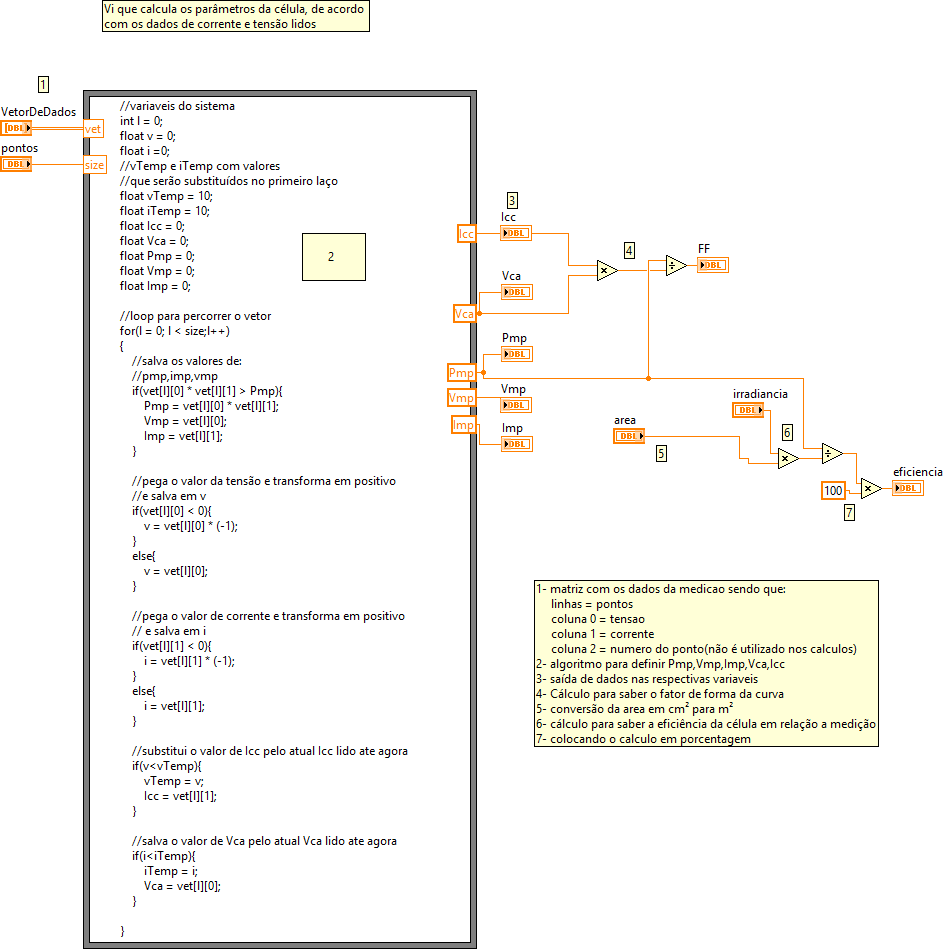 Vi que calcula os parâmetros da célula, de acordo
com os dados de corrente e tensão lidos
1
VetorDeDados
[DBL]
vet
pontos
DBL
size
//variaveis do sistema
int I = 0;
float v = 0;
float i =0;
//vTemp e iTemp com valores
//que serão substituídos no primeiro laço
float vTemp = 10;
float iTemp = 10;
float Icc = 0;
float Vca = 0;
float Pmp = 0;
float Vmp = 0;
float Imp = 0;
2
//loop para percorrer o vetor
for(I = 0; I < size;I++)
{
//salva os valores de:
//pmp,imp,vmp
if(vet[I][0] * vet[I][1] > Pmp){
Pmp = vet[I][0] * vet[I][1];
Vmp = vet[I][0];
Imp = vet[I][1];
}
//pega o valor da tensão e transforma em positivo
//e salva em v
if(vet[I][0] < 0){
v = vet[I][0] * (-1);
}
else{
v = vet[I][0];
}
//pega o valor de corrente e transforma em positivo
// e salva em i
if(vet[I][1] < 0){
i = vet[I][1] * (-1);
}
else{
i = vet[I][1];
}
//substitui o valor de Icc pelo atual Icc lido ate agora
if(v<vTemp){
vTemp = v;
Icc = vet[I][1];
}
//salva o valor de Vca pelo atual Vca lido ate agora
if(i<iTemp){
iTemp = i;
Vca = vet[I][0];
}
}
Icc
Vca
Pmp
Vmp
Imp
3
Icc
DBL
Vca
DBL
Pmp
DBL
Vmp
DBL
Imp
DBL
4
×
÷
FF
DBL
irradiancia
DBL
area
DBL
5
6
×
÷
100
×
7
eficiencia
DBL
1- matriz com os dados da medicao sendo que:
linhas = pontos
coluna 0 = tensao
coluna 1 = corrente
coluna 2 = numero do ponto(não é utilizado nos calculos)
2- algoritmo para definir Pmp,Vmp,Imp,Vca,Icc
3- saída de dados nas respectivas variaveis
4- Cálculo para saber o fator de forma da curva
5- conversão da area em cm² para m²
6- cálculo para saber a eficiência da célula em relação a medição
7- colocando o calculo em porcentagem